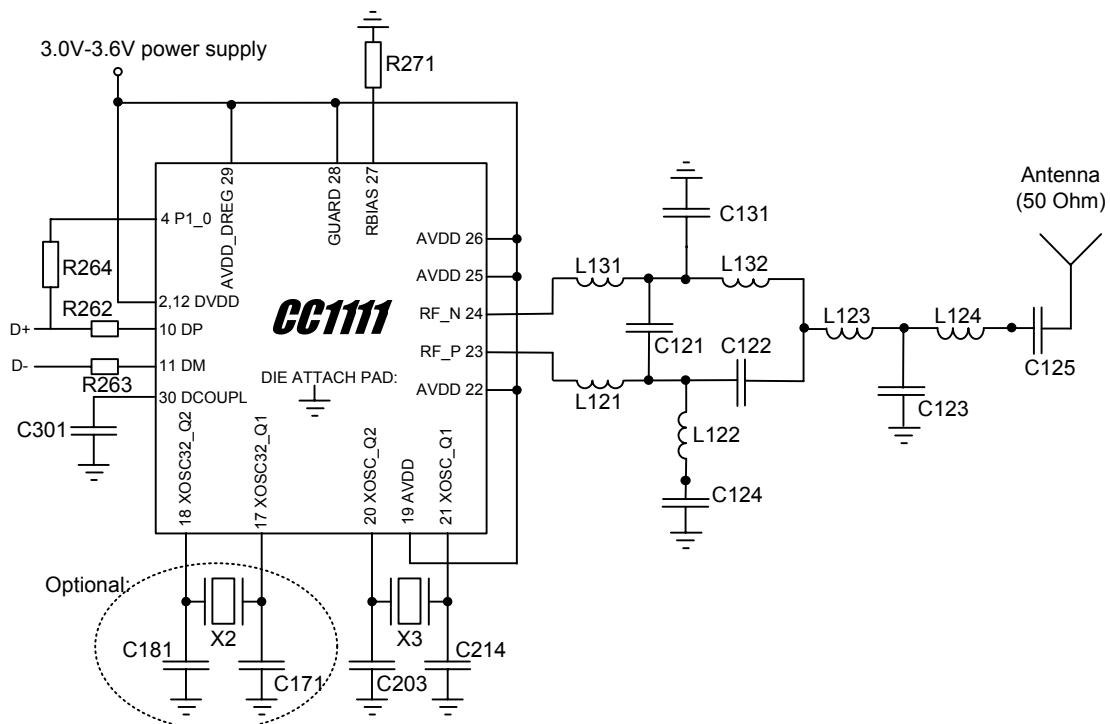 3.0V-3.6V power supply
R271
AVDD_DREG 29
GUARD 28
RBIAS 27
4 P1_0
R264
R262
2,12 DVDD
D+
10 DP
D-
11 DM
R263
30 DCOUPL
C301
CC1111
DIE ATTACH PAD:
AVDD 26
AVDD 25
RF_N 24
RF_P 23
AVDD 22
18 XOSC32_Q2
17 XOSC32_Q1
20 XOSC_Q2
19 AVDD
21 XOSC_Q1
C131
L131
L132
C121
C122
L121
L122
C124
L123
L124
C123
C125
Antenna
(50 Ohm)
Optional:
X2
X3
C181
C171
C203
C214